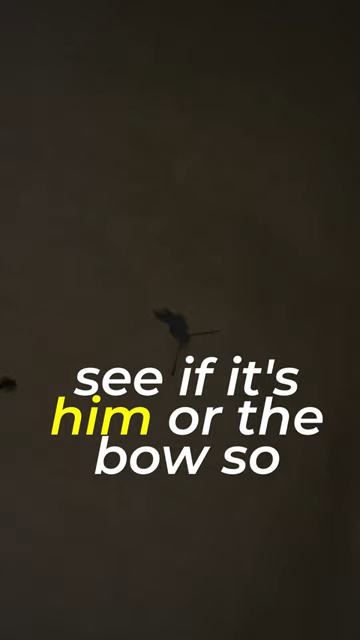 see if it's
him or the
bow so